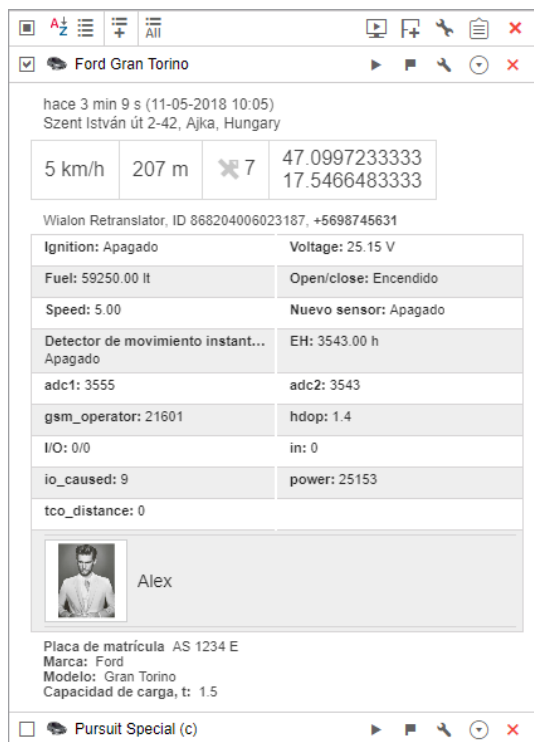 A
Z
All
Ford Gran Torino
hace 3 min 9 s (11-05-2018 10:05)
Szent István út 2-42, Ajka, Hungary
5 km/h 207 m 7 47.0997233333
17.5466483333
Wialon Retranslator, ID 868204006023187, +5698745631
Ignition: Apagado Voltage: 25.15 V
Fuel: 59250.00 lt Open/close: Encendido
Speed: 5.00 Nuevo sensor: Apagado
Detector de movimiento instant... EH: 3543.00 h
Apagado
adc1: 3555 adc2: 3543
gsm_operator: 21601 hdop: 1.4
I/O: 0/0 in: 0
io_caused: 9 power: 25153
tco_distance: 0
Alex
Placa de matrícula AS 1234 E
Marca: Ford
Modelo: Gran Torino
Capacidad de carga, t: 1.5
Pursuit Special (c)